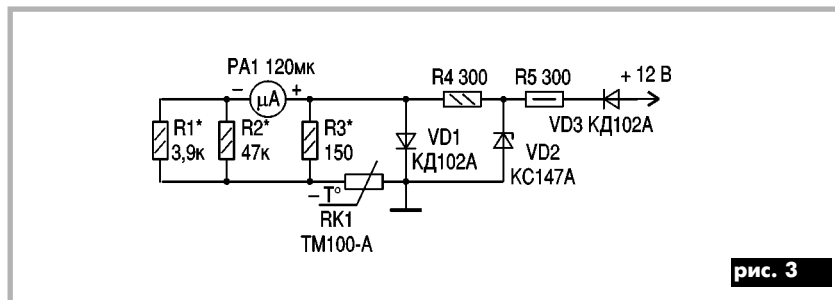 PA1 120мк
− μA +
R1*
3,9к
R2*
47к
R3*
150
− T°
RK1
ТМ100-А
VD1
КД102А
R4 300
VD2
КС147А
R5 300
+ 12 В
VD3 КД102А
рис. 3